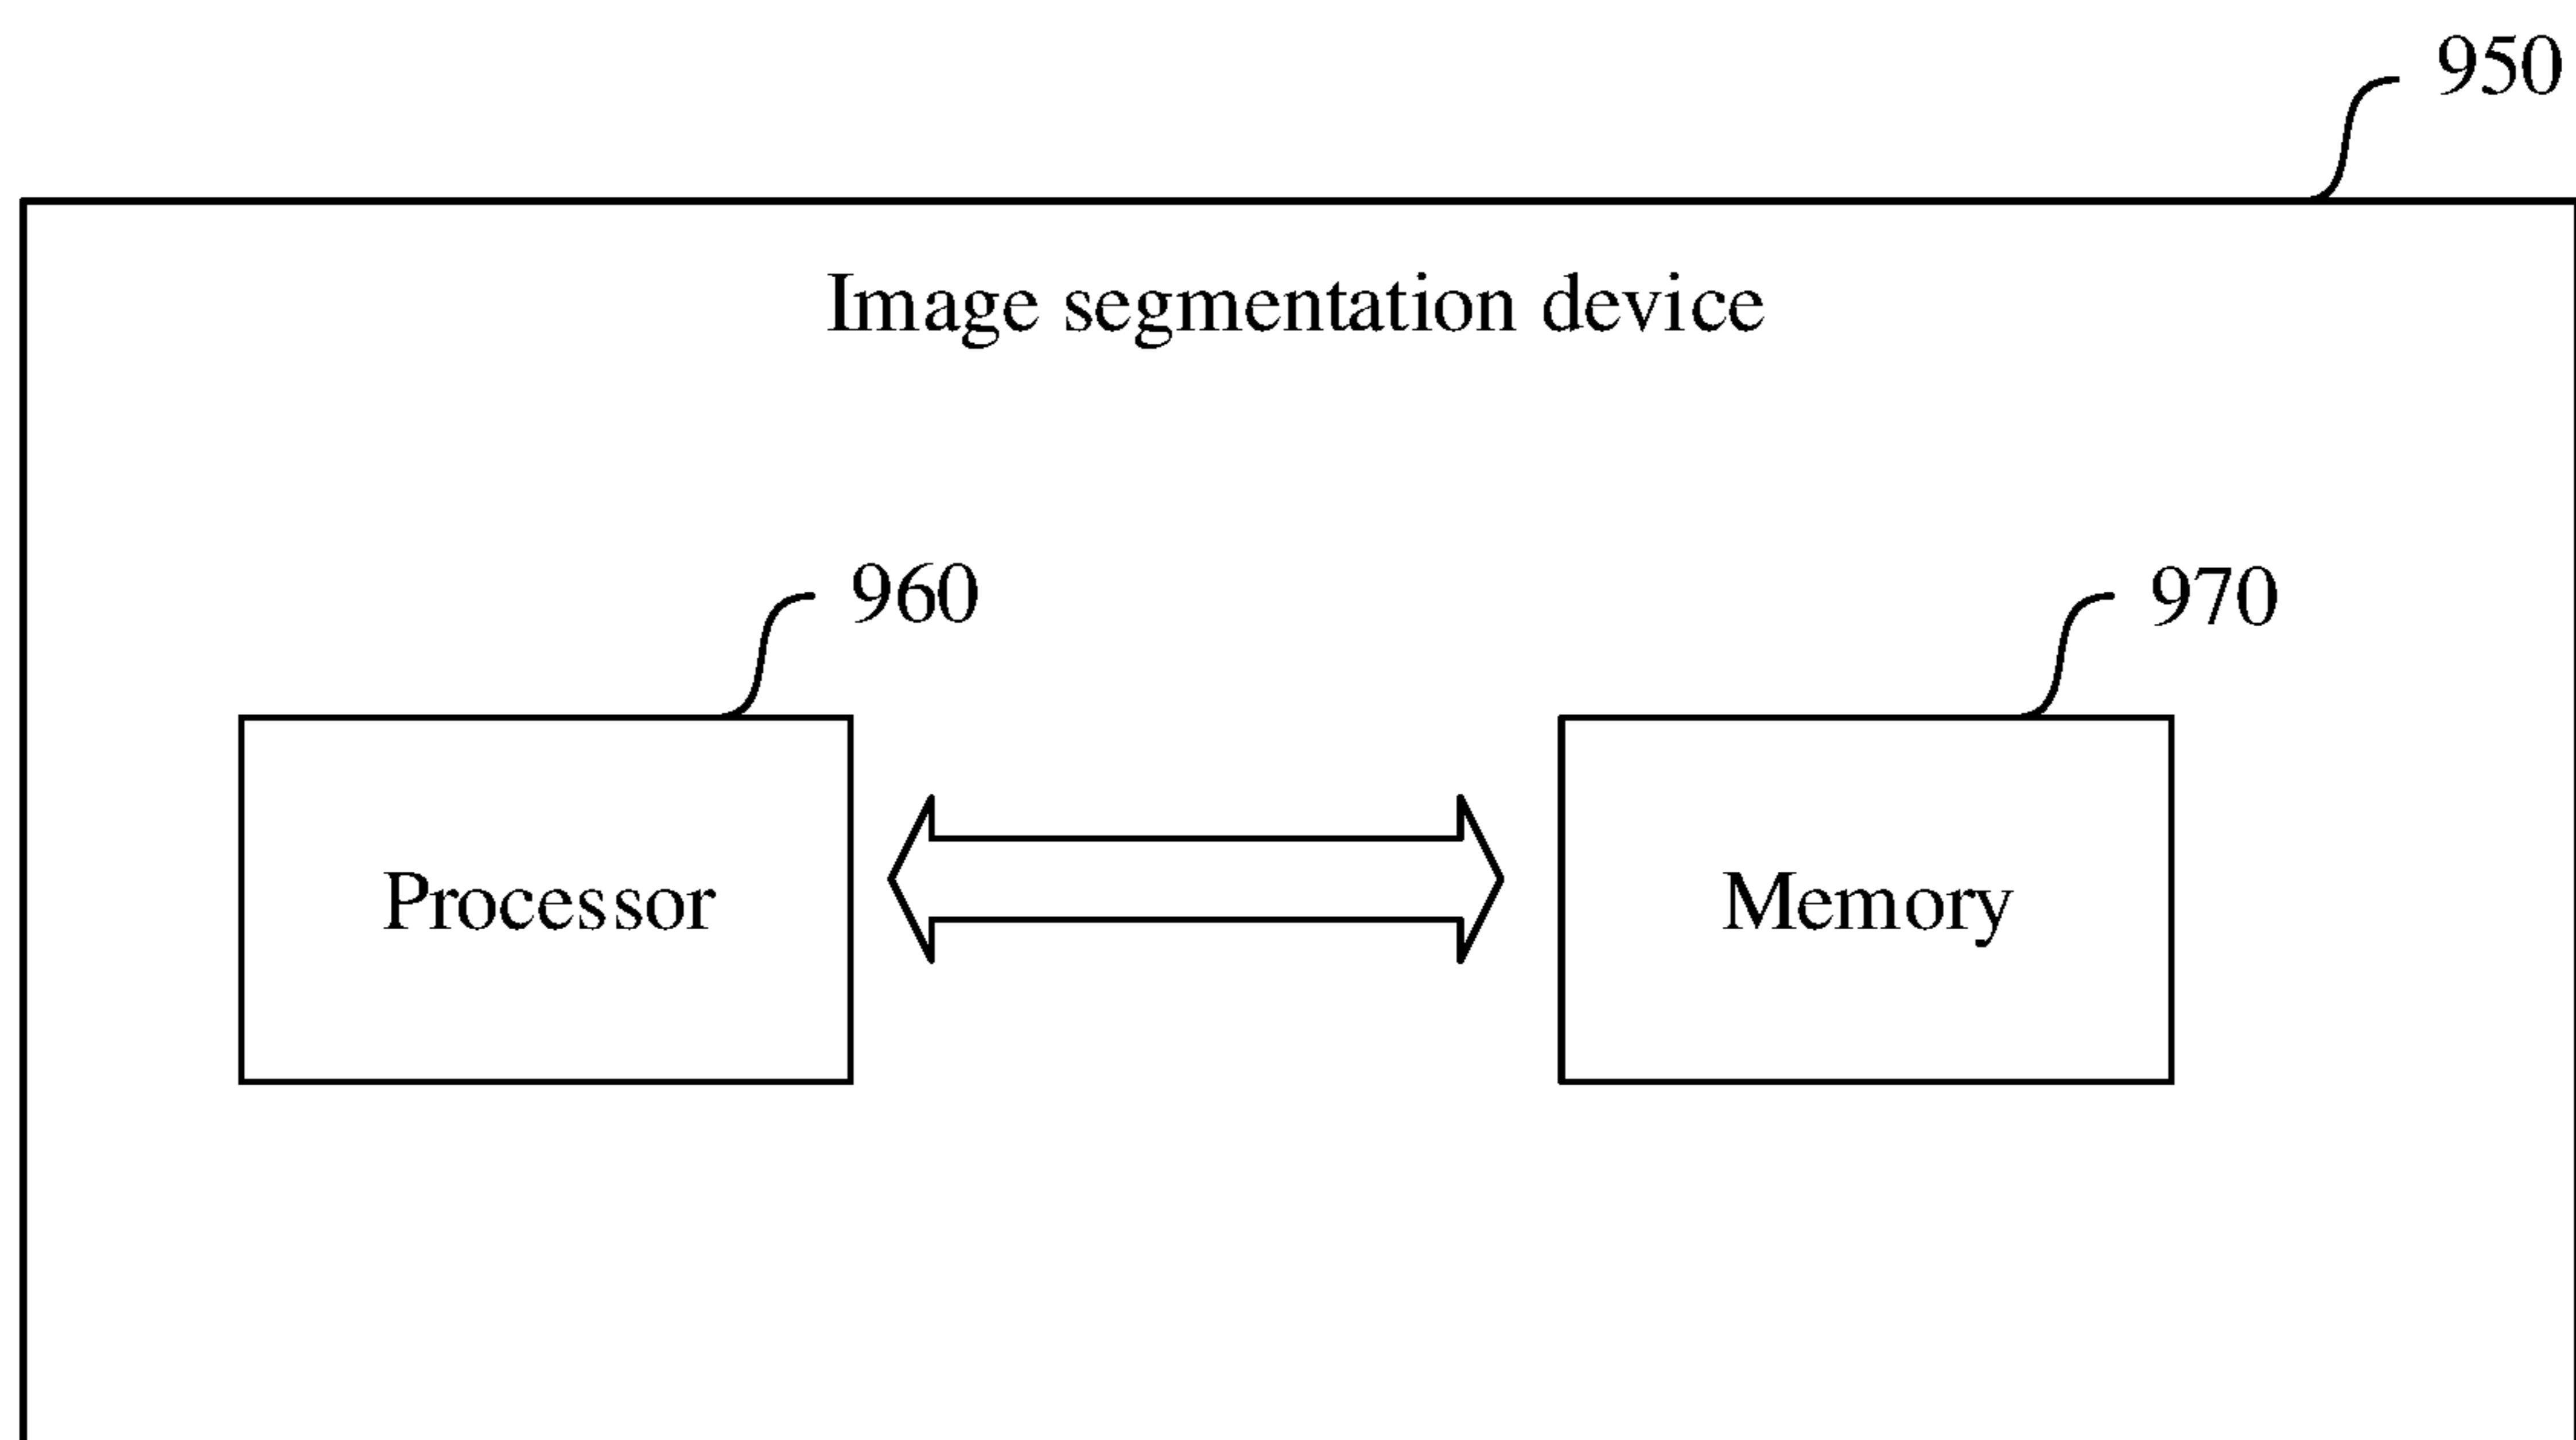 950
Image segmentation device
960
970
Processor
Memory